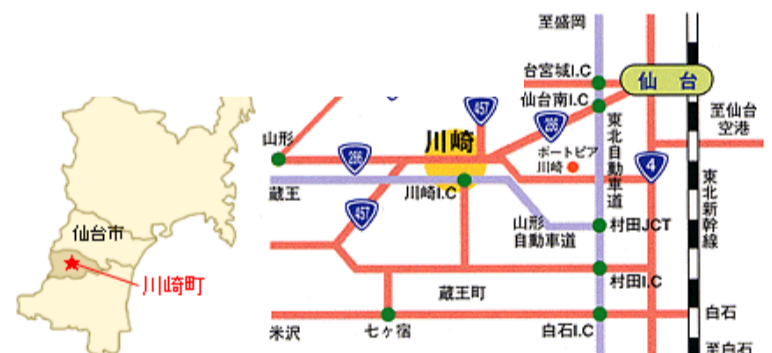 仙台市
川崎町
至盛岡
台宮城I.C
仙台
仙台南I.C
457
286
至仙台
空港
山形
286
川崎
ボートピア
川崎
4
東北自動車道
東北新幹線
蔵王
川崎I.C
457
山形
自動車道
村田JCT
村田I.C
蔵王町
米沢
七ヶ宿
白石I.C
白石
至白石